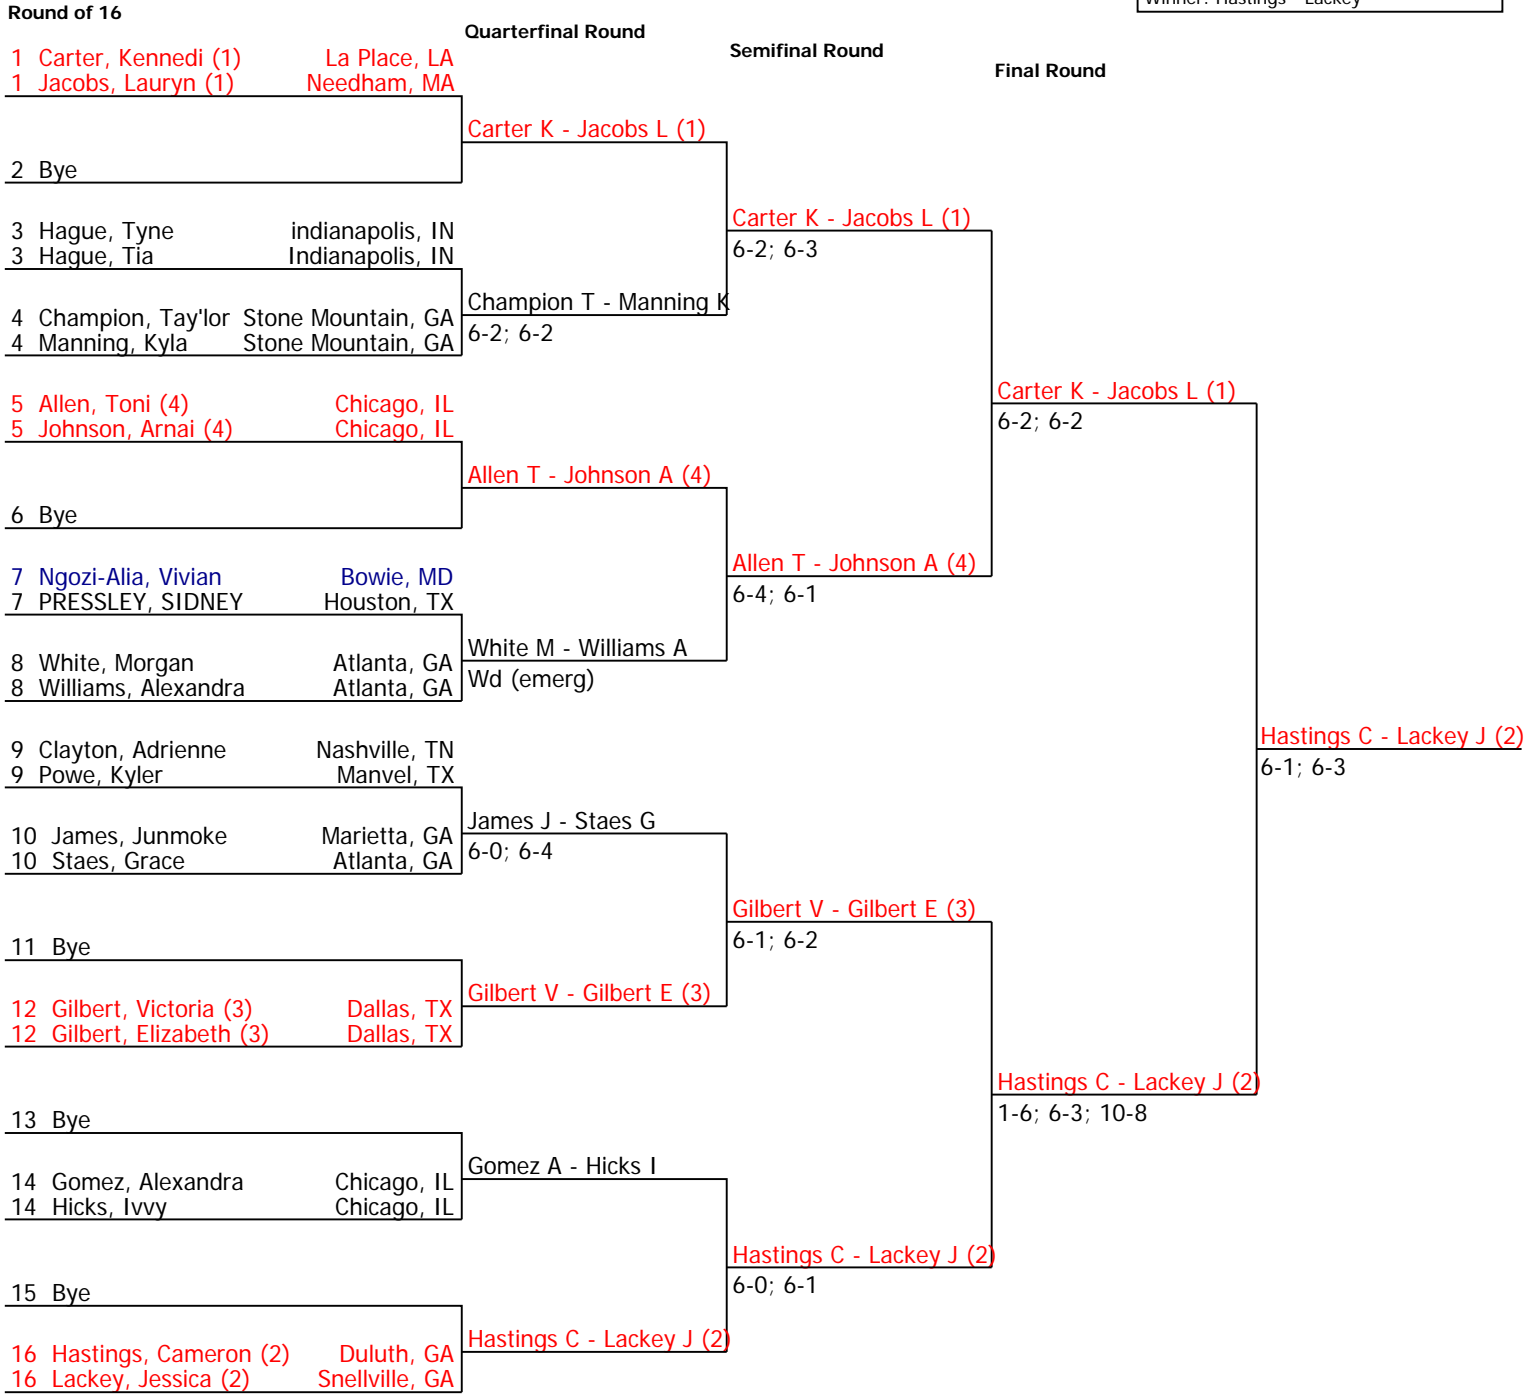 Winner: Hastings - Lackey
Round of 16
Quarterfinal Round
Semifinal Round
Final Round
1 Carter, Kennedi (1) La Place, LA
1 Jacobs, Lauryn (1) Needham, MA
Carter K - Jacobs L (1)
2 Bye
Carter K - Jacobs L (1)
6-2; 6-3
3 Hague, Tyne indianapolis, IN
3 Hague, Tia Indianapolis, IN
Champion T - Manning K
6-2; 6-2
4 Champion, Tay'lor Stone Mountain, GA
4 Manning, Kyla Stone Mountain, GA
Carter K - Jacobs L (1)
6-2; 6-2
5 Allen, Toni (4) Chicago, IL
5 Johnson, Arnai (4) Chicago, IL
Allen T - Johnson A (4)
6 Bye
Allen T - Johnson A (4)
6-4; 6-1
7 Ngozi-Alia, Vivian Bowie, MD
7 PRESSLEY, SIDNEY Houston, TX
White M - Williams A
Wd (emerg)
8 White, Morgan Atlanta, GA
8 Williams, Alexandra Atlanta, GA
Hastings C - Lackey J (2)
6-1; 6-3
9 Clayton, Adrienne Nashville, TN
9 Powe, Kyler Manvel, TX
James J - Staes G
6-0; 6-4
10 James, Junmoke Marietta, GA
10 Staes, Grace Atlanta, GA
Gilbert V - Gilbert E (3)
6-1; 6-2
11 Bye
Gilbert V - Gilbert E (3)
12 Gilbert, Victoria (3) Dallas, TX
12 Gilbert, Elizabeth (3) Dallas, TX
Hastings C - Lackey J (2)
1-6; 6-3; 10-8
13 Bye
Gomez A - Hicks I
14 Gomez, Alexandra Chicago, IL
14 Hicks, Ivvy Chicago, IL
Hastings C - Lackey J (2)
6-0; 6-1
15 Bye
Hastings C - Lackey J (2)
16 Hastings, Cameron (2) Duluth, GA
16 Lackey, Jessica (2) Snellville, GA